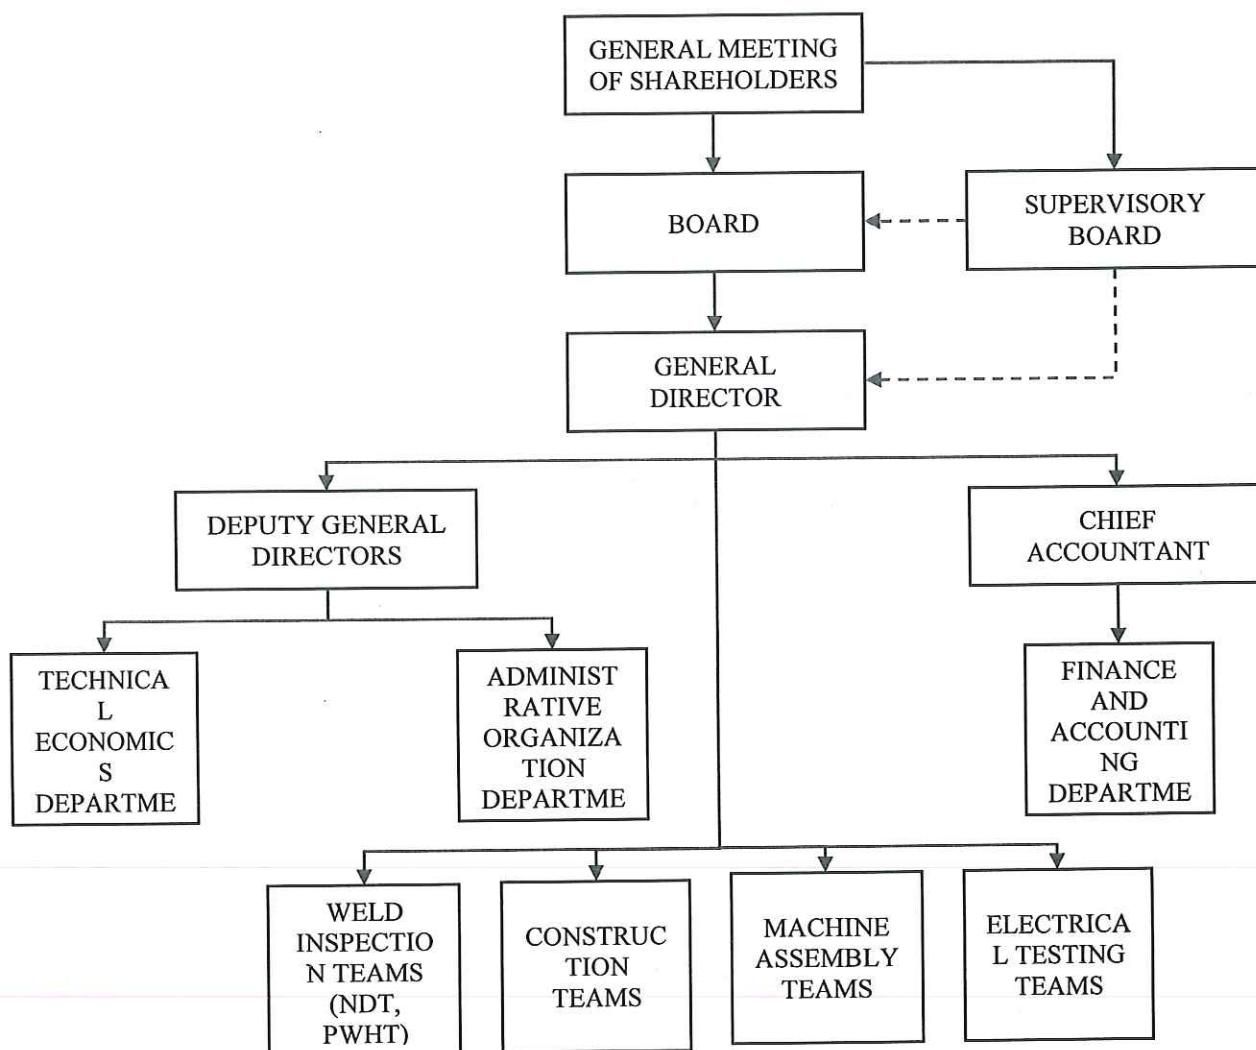 GENERAL MEETING
OF SHAREHOLDERS
BOARD
SUPERVISORY
BOARD
GENERAL
DIRECTOR
DEPUTY GENERAL
DIRECTORS
CHIEF
ACCOUNTANT
TECHNICA
L
ECONOMIC
S
DEPARTME
ADMINIST
RATIVE
ORGANIZA
TION
DEPARTME
FINANCE
AND
ACCOUNTI
NG
DEPARTME
WELD
INSPECTIO
N TEAMS
(NDT,
PWHT)
CONSTRUC
TION
TEAMS
MACHINE
ASSEMBLY
TEAMS
ELECTRICA
L TESTING
TEAMS